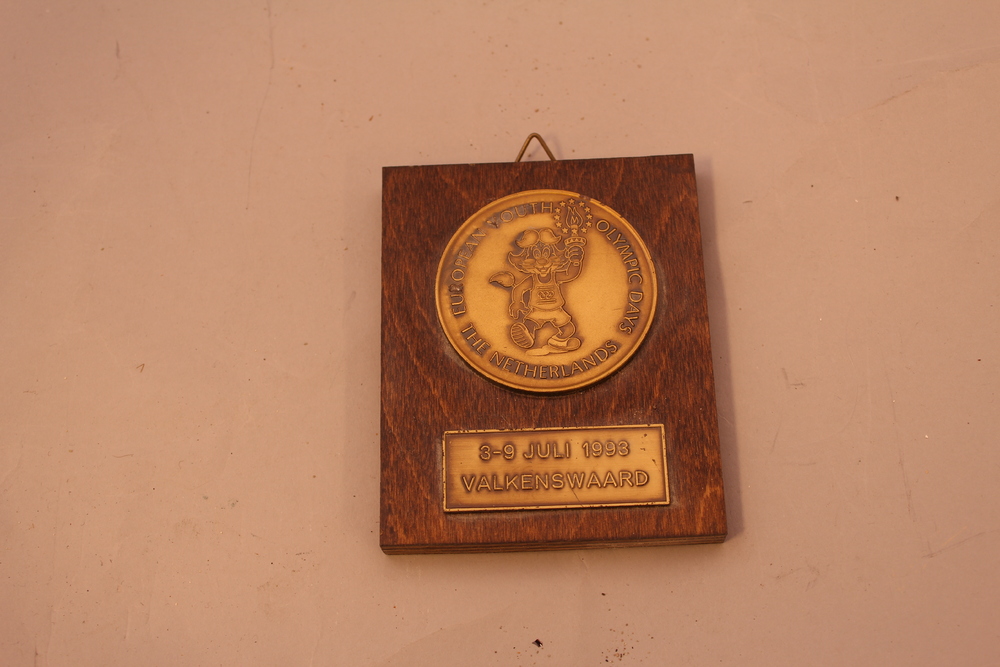 EUROPEAN YOUTH OLYMPIC DAYS
THE NETHERLANDS
3-9 JULI 1993
VALKENSWAARD